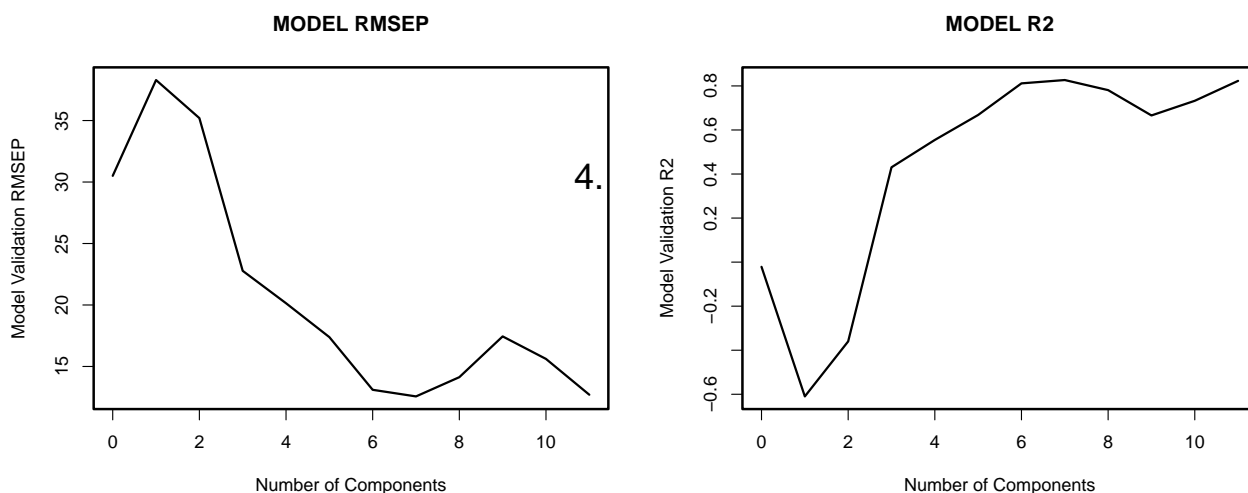 MODEL RMSEP
Model Validation RMSEP
35
30
25
20
15
4.
0 2 4 6 8 10
Number of Components
MODEL R2
Model Validation R2
0.8
0.6
0.4
0.2
−0.2
−0.6
0 2 4 6 8 10
Number of Components